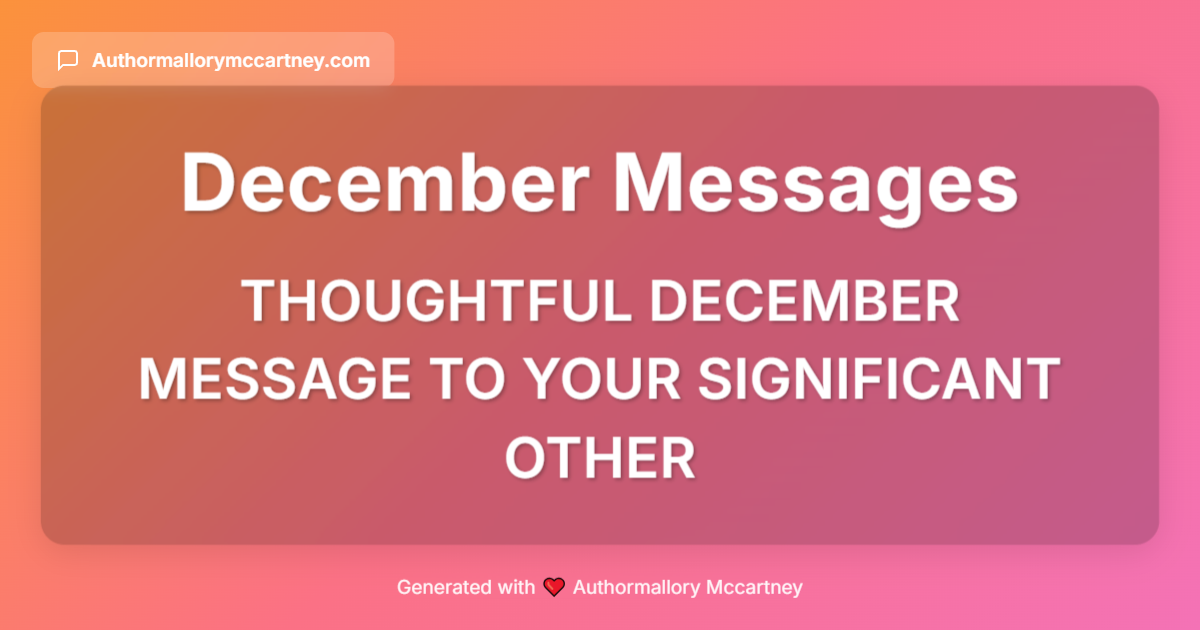 Authormallorymccartney.com
December Messages
THOUGHTFUL DECEMBER
MESSAGE TO YOUR SIGNIFICANT
OTHER
Generated with ❤️ Authormallory Mccartney